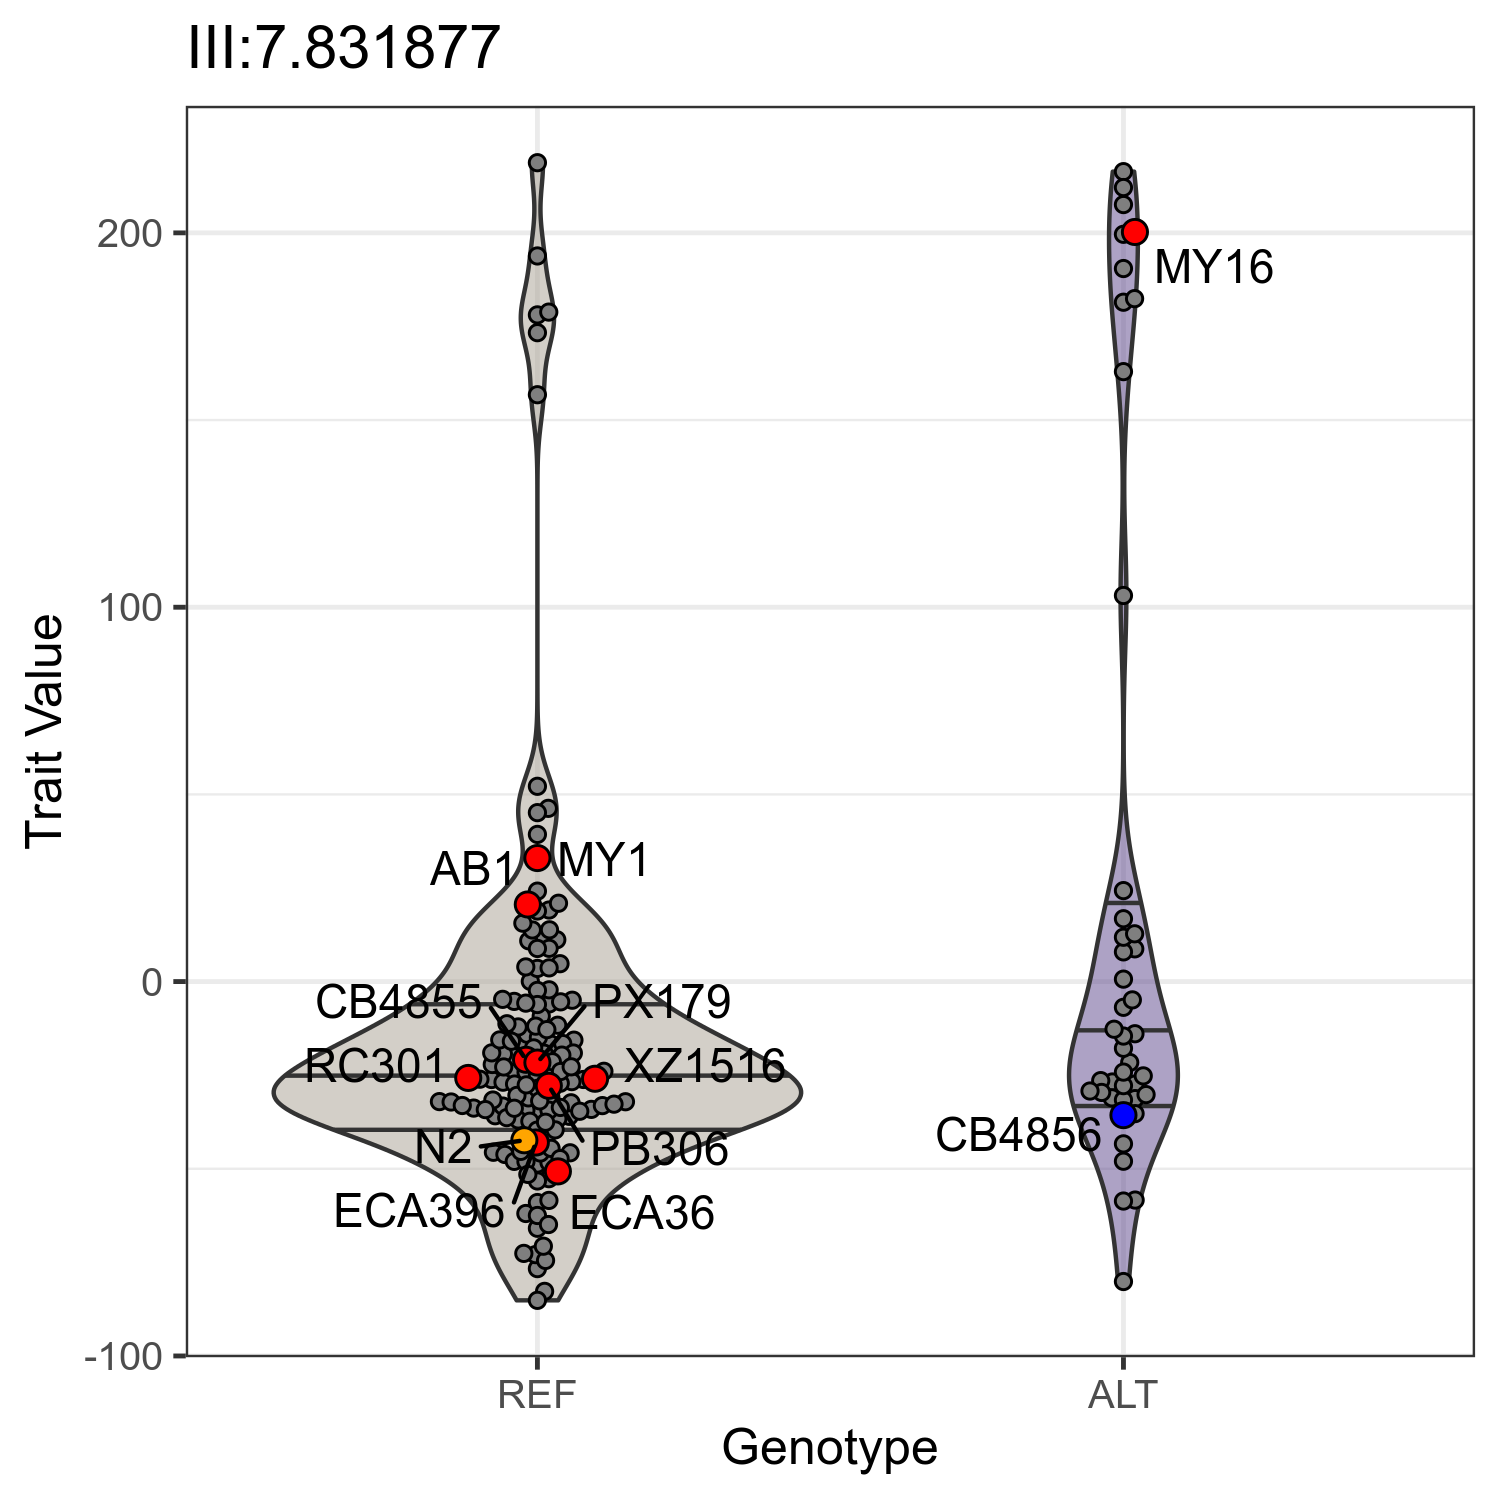 III:7.831877
Trait Value
200
100
0
-100
MY16
AB1
MY1
CB4855
PX179
RC301
XZ1516
N2
PB306
CB4856
ECA396
ECA36
REF
ALT
Genotype